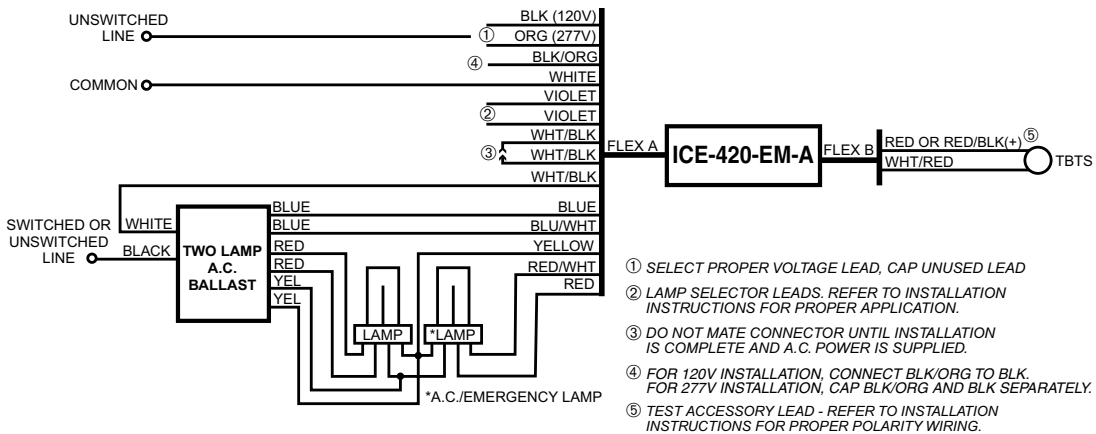 UNSWITCHED
LINE
① BLK (120V)
ORG (277V)
④ BLK/ORG
COMMON
WHITE
VIOLET
② VIOLET
WHT/BLK
③ WHT/BLK
WHT/BLK
FLEX A
ICE-420-EM-A
FLEX B
RED OR RED/BLK(+) ⑤
WHT/RED
TBTS
SWITCHED OR
UNSWITCHED
LINE
WHITE
BLACK
TWO LAMP
A.C.
BALLAST
BLUE
BLUE
RED
RED
YEL
YEL
BLUE
BLU/WHT
YELLOW
RED/WHT
RED
LAMP
*LAMP
*A.C./EMERGENCY LAMP
① SELECT PROPER VOLTAGE LEAD, CAP UNUSED LEAD
② LAMP SELECTOR LEADS. REFER TO INSTALLATION
INSTRUCTIONS FOR PROPER APPLICATION.
③ DO NOT MATE CONNECTOR UNTIL INSTALLATION
IS COMPLETE AND A.C. POWER IS SUPPLIED.
④ FOR 120V INSTALLATION, CONNECT BLK/ORG TO BLK.
FOR 277V INSTALLATION, CAP BLK/ORG AND BLK SEPARATELY.
⑤ TEST ACCESSORY LEAD - REFER TO INSTALLATION
INSTRUCTIONS FOR PROPER POLARITY WIRING.